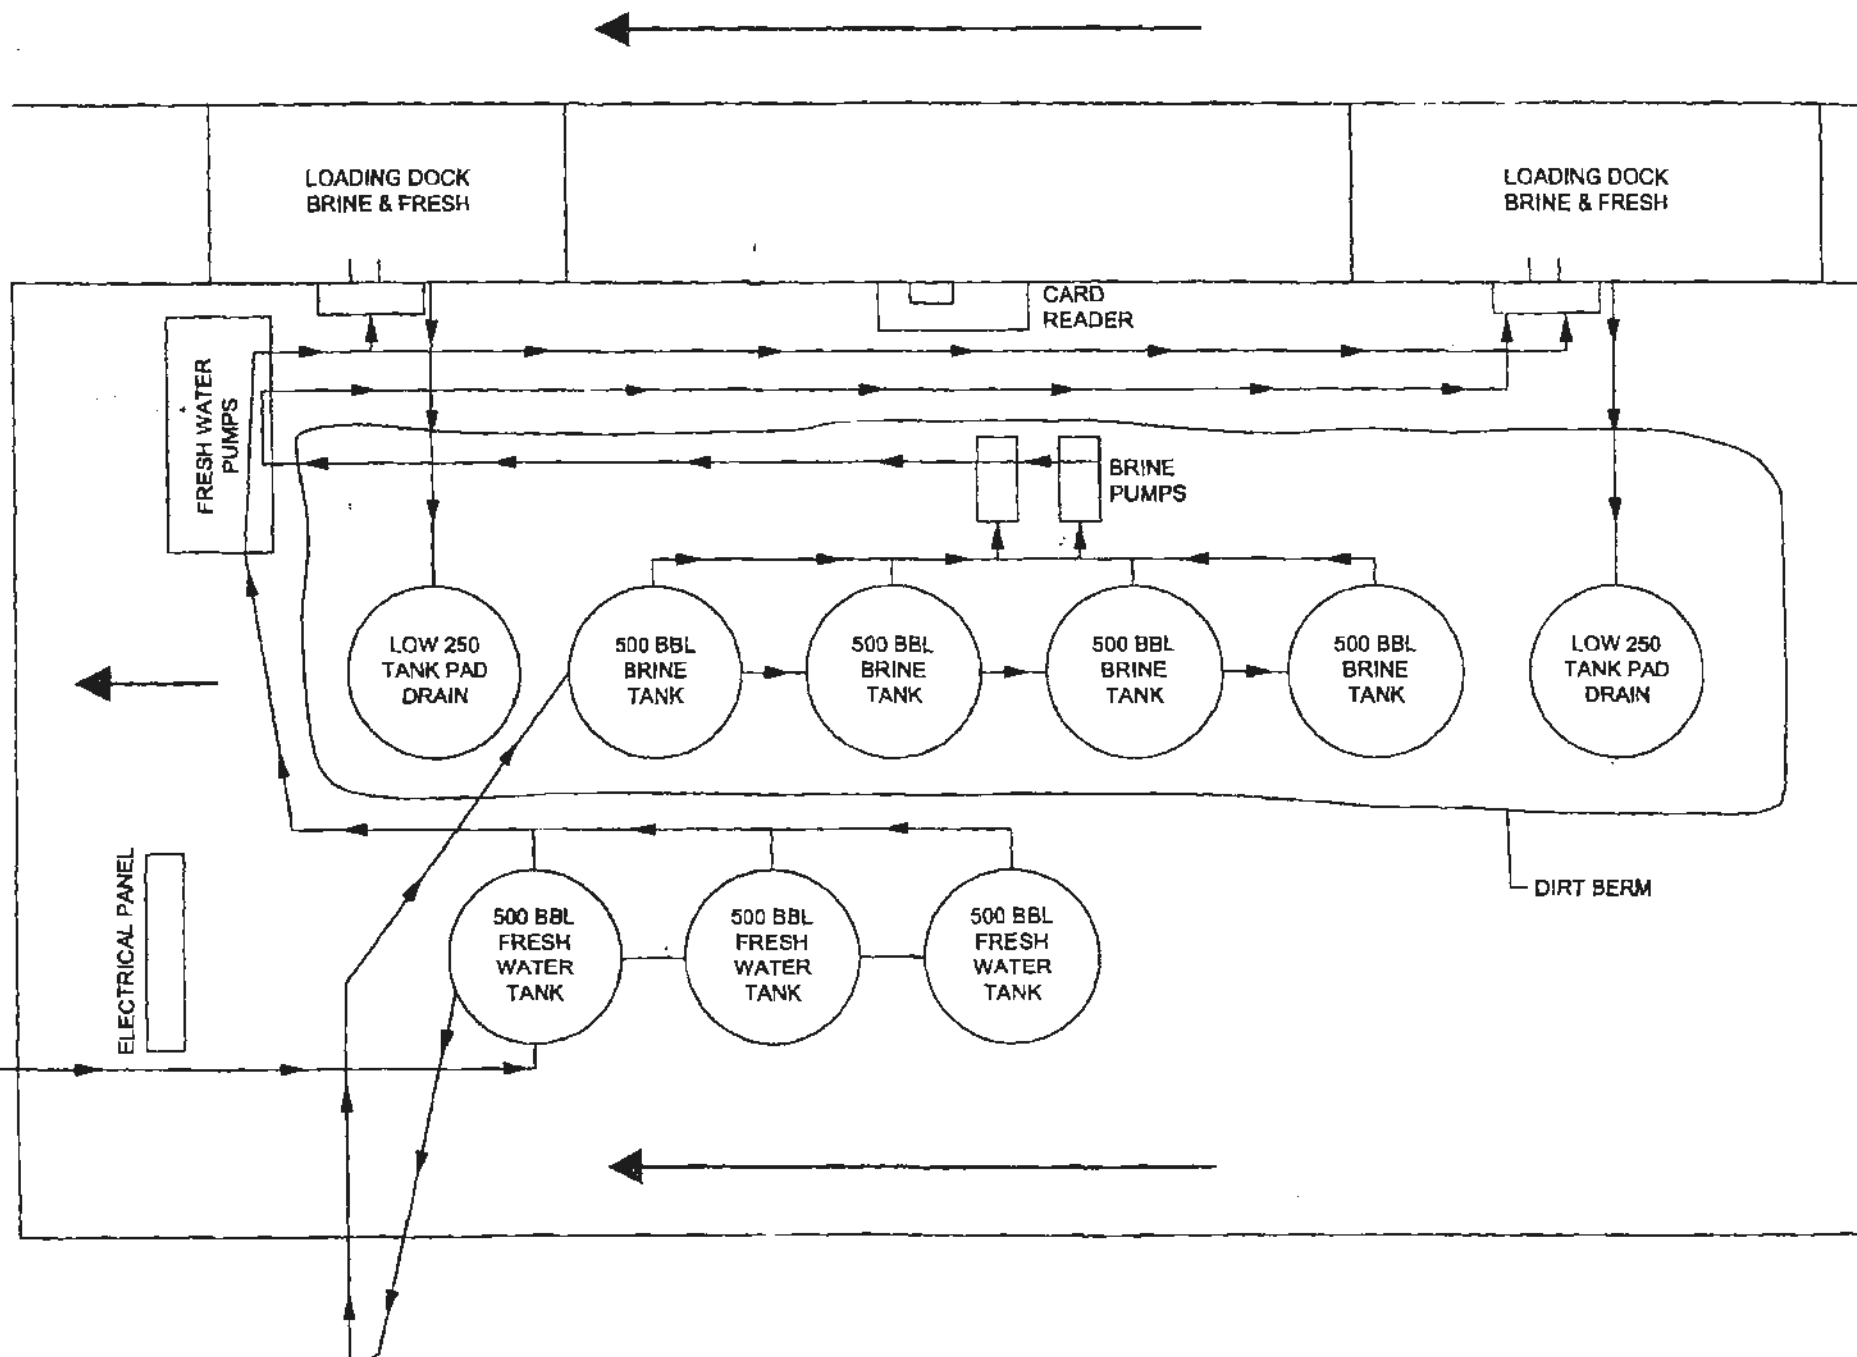 LOADING DOCK
BRINE & FRESH
LOADING DOCK
BRINE & FRESH
CARD
READER
FRESH WATER
PUMPS
BRINE
PUMPS
LOW 250
TANK PAD
DRAIN
500 BBL
BRINE
TANK
500 BBL
BRINE
TANK
500 BBL
BRINE
TANK
500 BBL
BRINE
TANK
LOW 250
TANK PAD
DRAIN
DIRT BERM
ELECTRICAL PANEL
500 BBL
FRESH
WATER
TANK
500 BBL
FRESH
WATER
TANK
500 BBL
FRESH
WATER
TANK